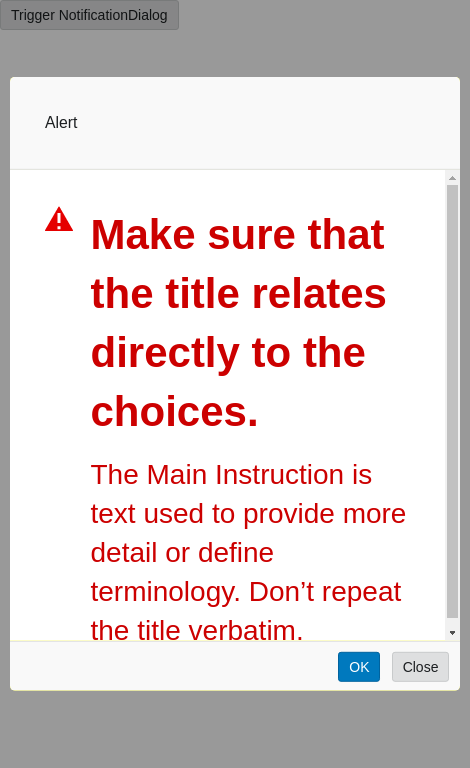 Trigger NotificationDialog
Alert
Make sure that
the title relates
directly to the
choices.
The Main Instruction is
text used to provide more
detail or define
terminology. Don’t repeat
the title verbatim.
OK Close